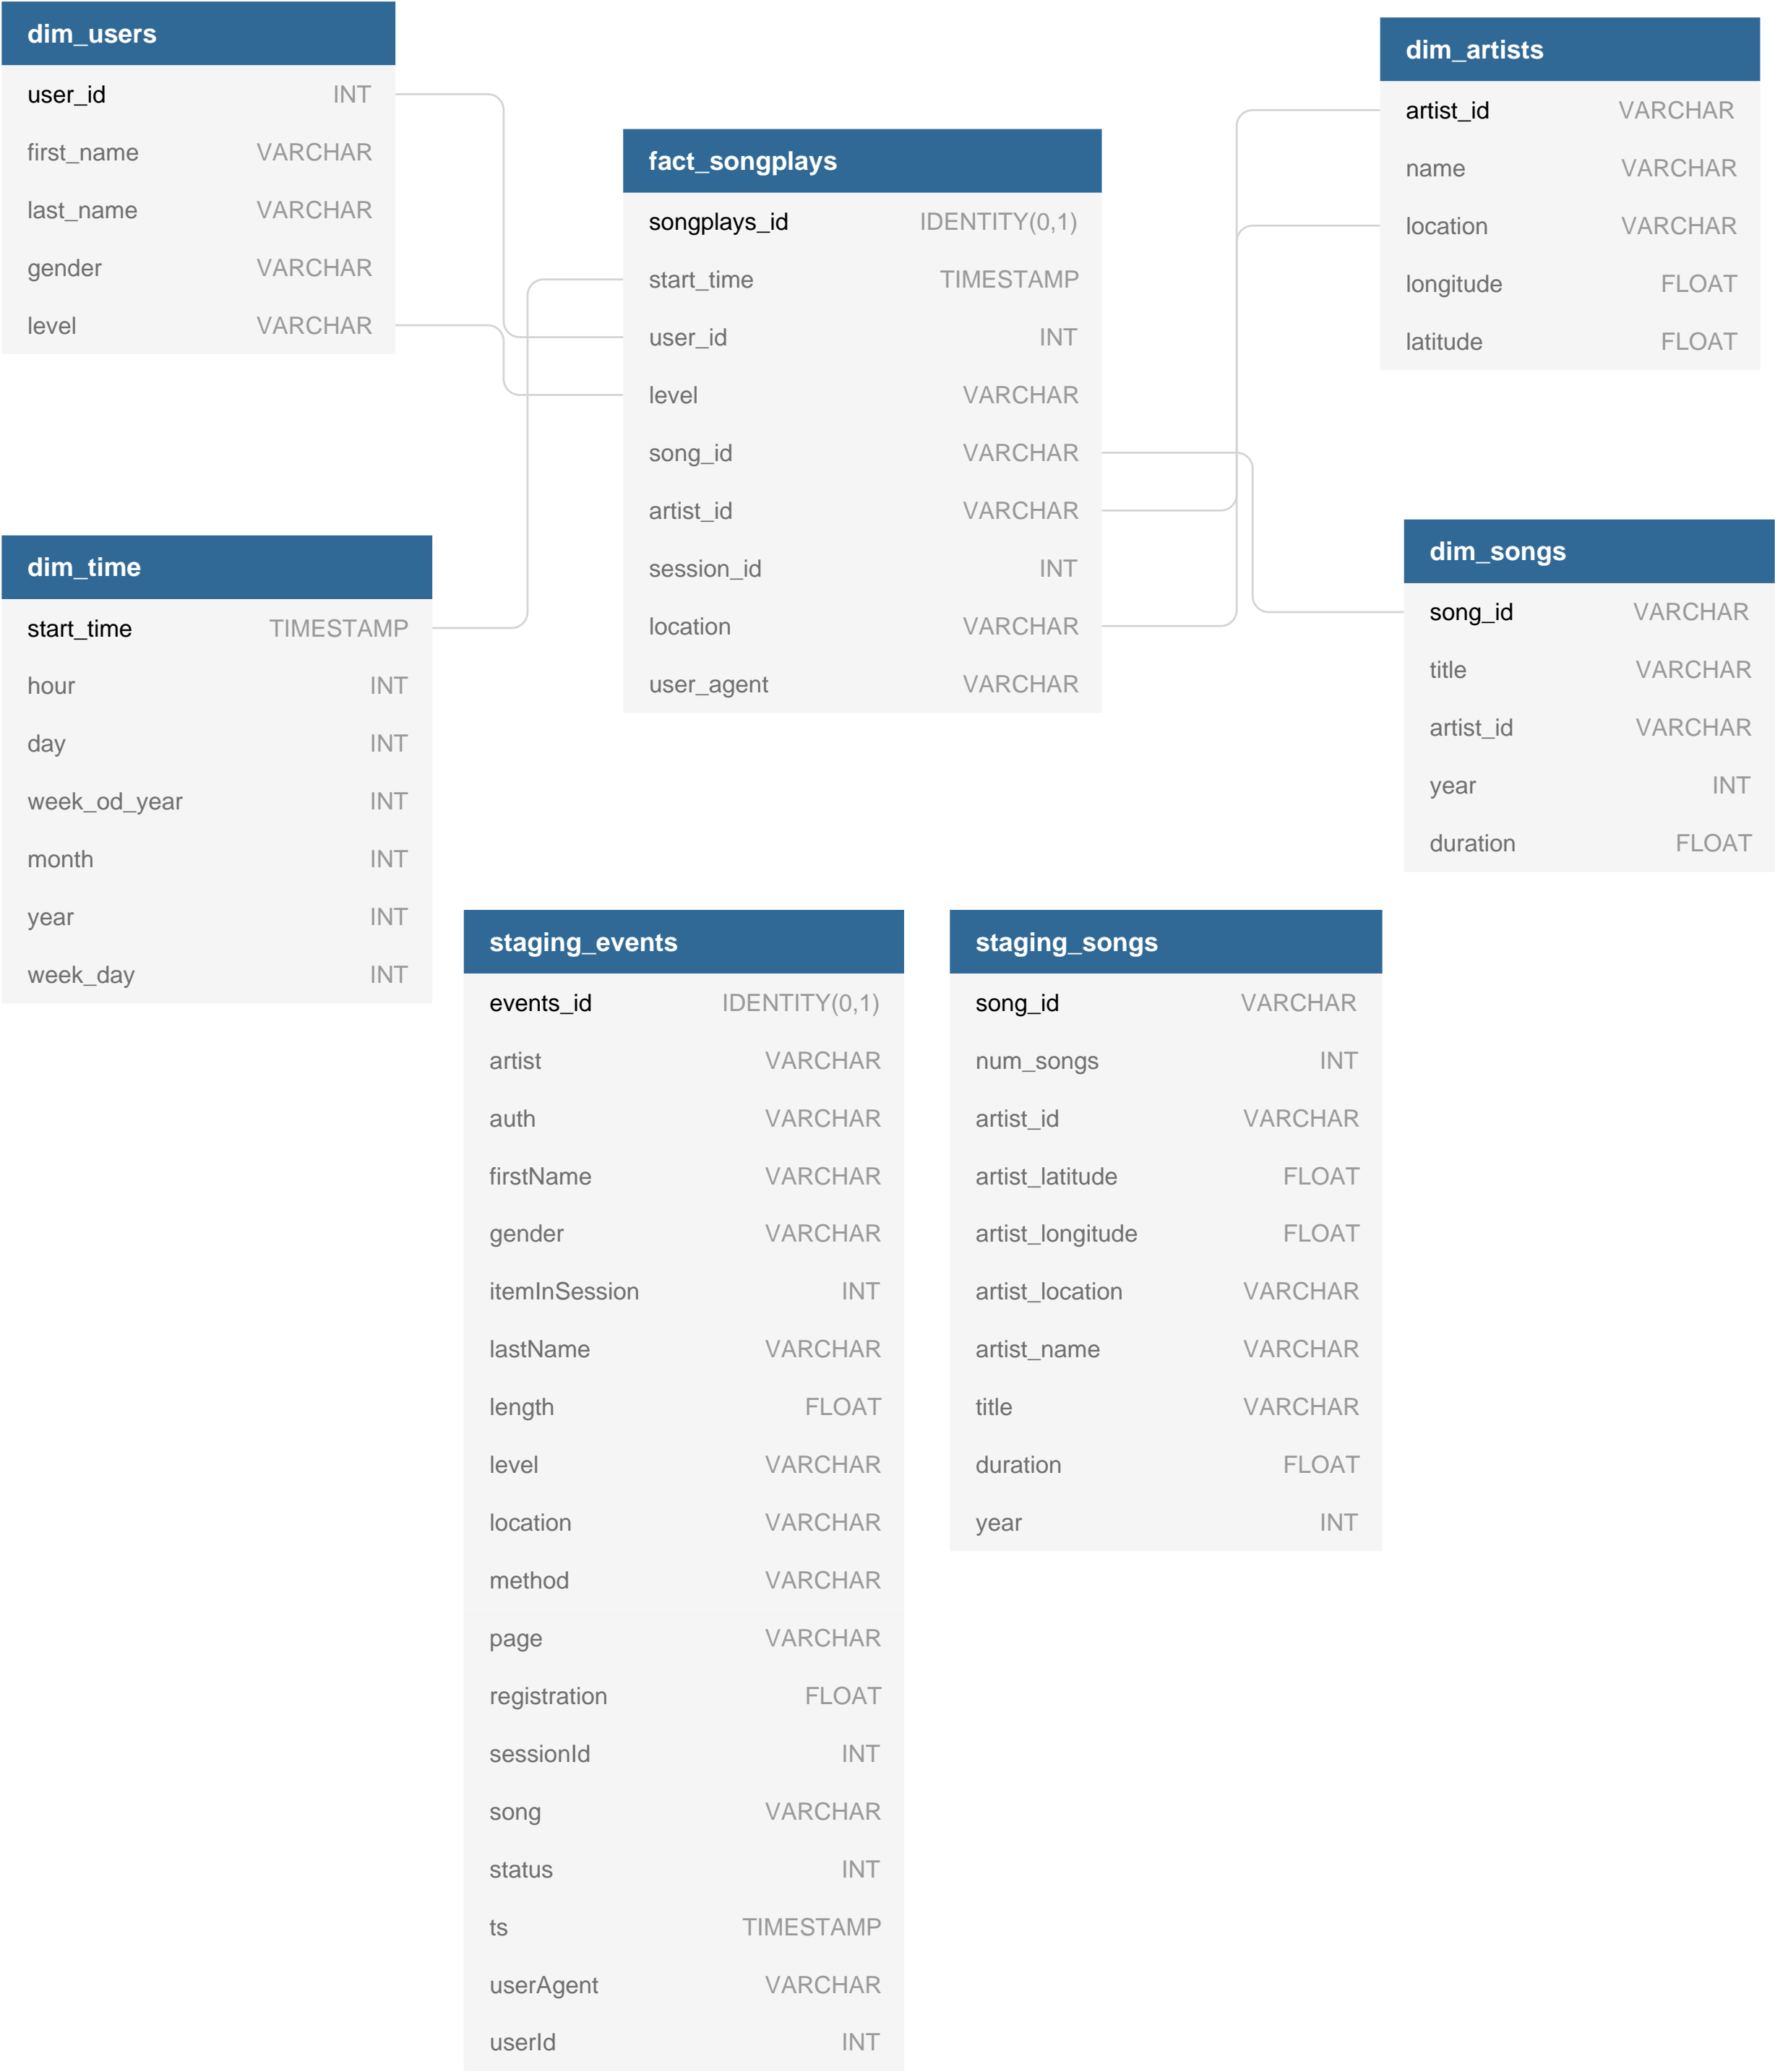 dim_users
user_id INT
first_name VARCHAR
last_name VARCHAR
gender VARCHAR
level VARCHAR
fact_songplays
songplays_id IDENTITY(0,1)
start_time TIMESTAMP
user_id INT
level VARCHAR
song_id VARCHAR
artist_id VARCHAR
session_id INT
location VARCHAR
user_agent VARCHAR
dim_artists
artist_id VARCHAR
name VARCHAR
location VARCHAR
longitude FLOAT
latitude FLOAT
dim_time
start_time TIMESTAMP
hour INT
day INT
week_od_year INT
month INT
year INT
week_day INT
dim_songs
song_id VARCHAR
title VARCHAR
artist_id VARCHAR
year INT
duration FLOAT
staging_events
events_id IDENTITY(0,1)
artist VARCHAR
auth VARCHAR
firstName VARCHAR
gender VARCHAR
itemInSession INT
lastName VARCHAR
length FLOAT
level VARCHAR
location VARCHAR
method VARCHAR
page VARCHAR
registration FLOAT
sessionId INT
song VARCHAR
status INT
ts TIMESTAMP
userAgent VARCHAR
userId INT
staging_songs
song_id VARCHAR
num_songs INT
artist_id VARCHAR
artist_latitude FLOAT
artist_longitude FLOAT
artist_location VARCHAR
artist_name VARCHAR
title VARCHAR
duration FLOAT
year INT